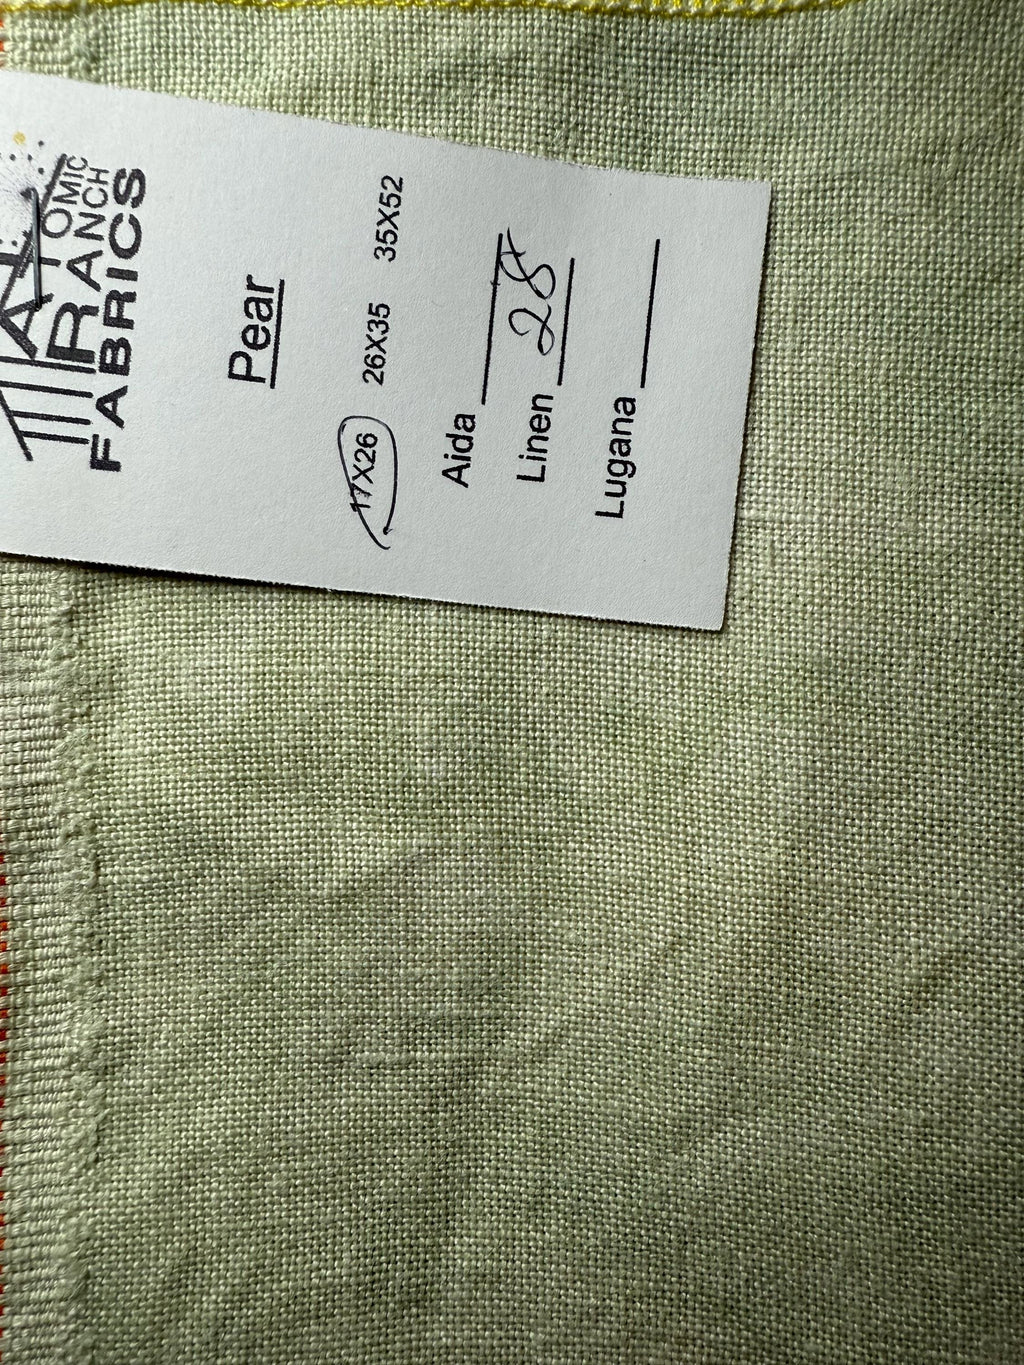 ATOMIC
RANCH
FABRICS
Pear
17X26 26X35 35X52
Aida
Linen 28
Lugana